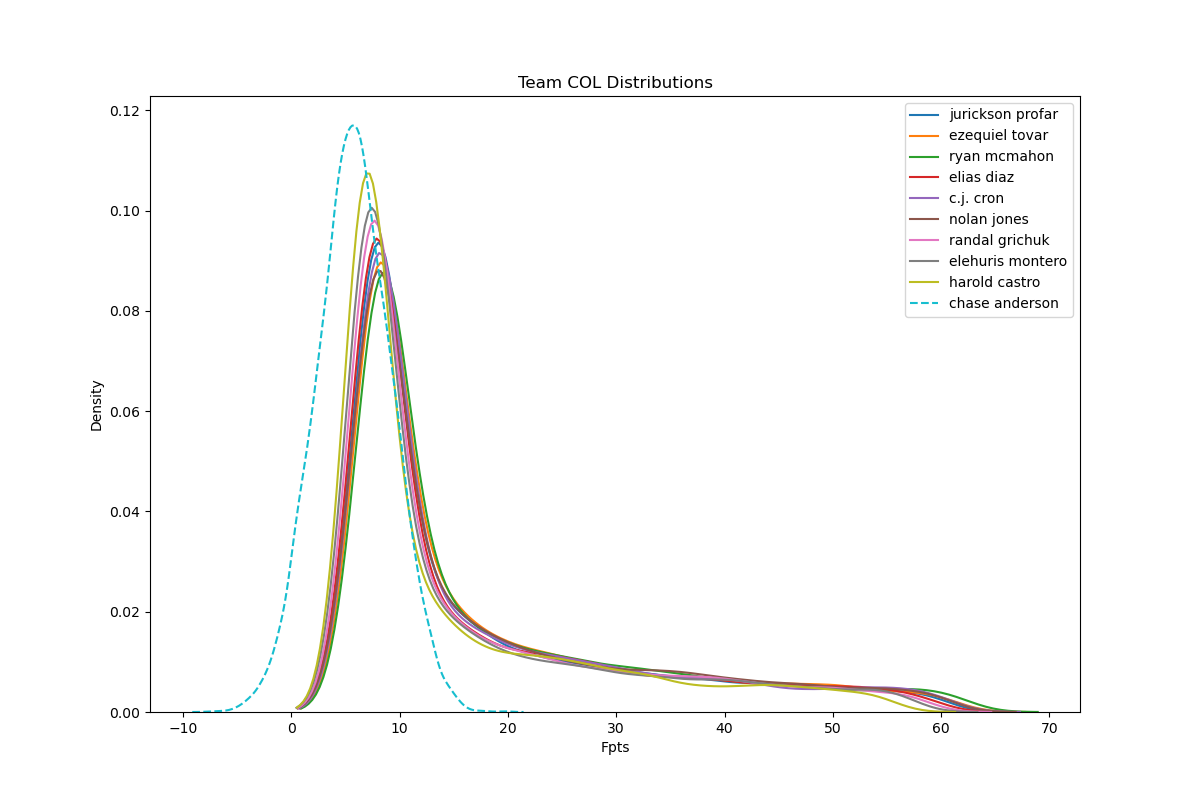 Team COL Distributions
0.12
0.10
0.08
0.06
0.04
0.02
0.00
Density
jurickson profar
ezequiel tovar
ryan mcmahon
elias diaz
c.j. cron
nolan jones
randal grichuk
elehuris montero
harold castro
chase anderson
−10
0
10
20
30
40
50
60
70
Fpts